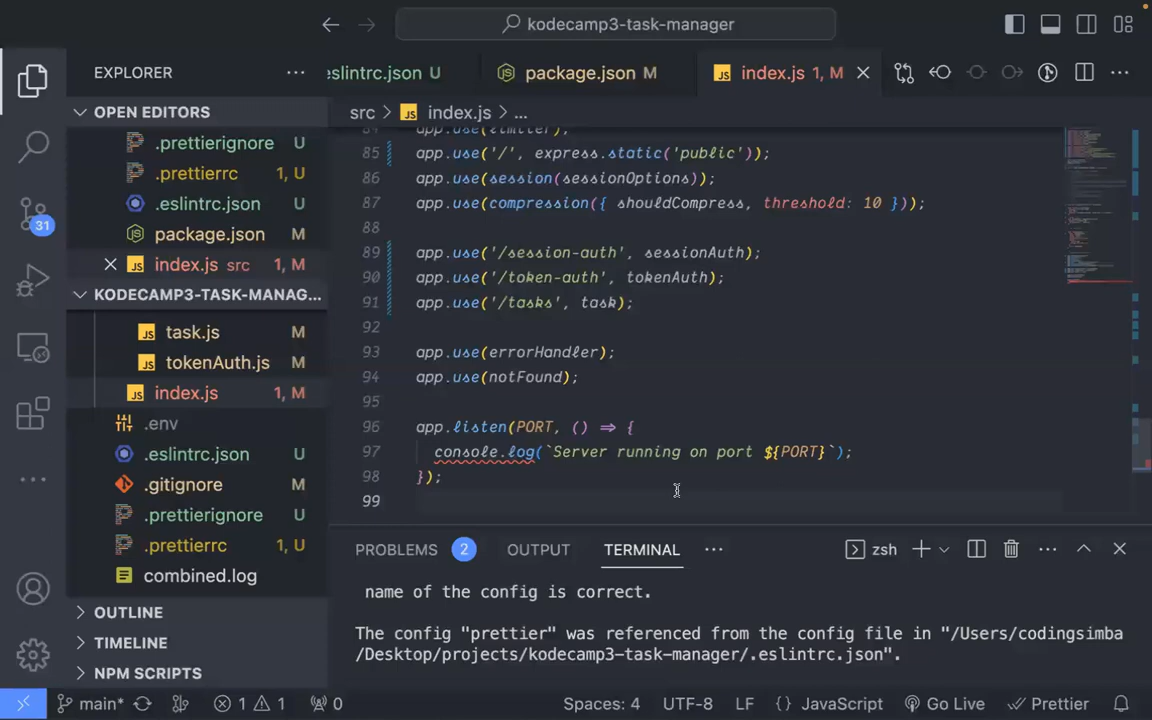 kodecamp3-task-manager
EXPLORER
eslintrc.json U
package.json M
index.js 1, M
OPEN EDITORS
src > index.js > ...
.prettierignore U
.prettierrc 1, U
.eslintrc.json U
package.json M
index.js src 1, M
KODECAMP3-TASK-MANAG...
task.js M
tokenAuth.js M
index.js 1, M
.env
.eslintrc.json U
.gitignore M
.prettierignore U
.prettierrc 1, U
combined.log
OUTLINE
TIMELINE
NPM SCRIPTS
31
84 app.use(limiter);
85 app.use('/', express.static('public'));
86 app.use(session(sessionOptions));
87 app.use(compression({ shouldCompress, threshold: 10 }));
88
89 app.use('/session-auth', sessionAuth);
90 app.use('/token-auth', tokenAuth);
91 app.use('/tasks', task);
92
93 app.use(errorHandler);
94 app.use(notFound);
95
96 app.listen(PORT, () => {
97 console.log(`Server running on port ${PORT}`);
98 });
99
PROBLEMS 2 OUTPUT TERMINAL ... zsh
name of the config is correct.
The config "prettier" was referenced from the config file in "/Users/codingsimba
/Desktop/projects/kodecamp3-task-manager/.eslintrc.json".
main* 1 1 0 Spaces: 4 UTF-8 LF {} JavaScript Go Live Prettier